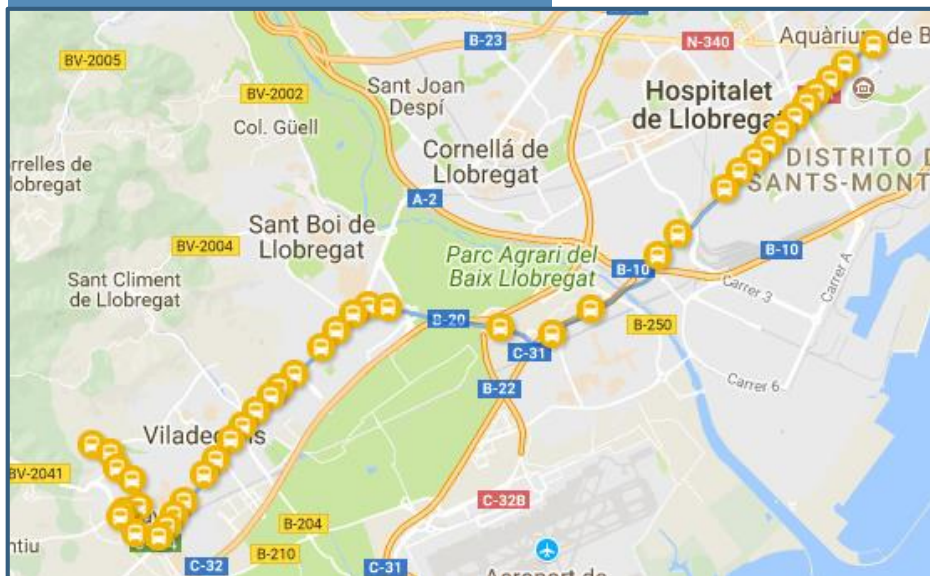 B-23
N-340
Aquàrium de B
BV-2005
Sant Joan
Despí
Hospitalet
de Llobregat
BV-2002
Col. Güell
rrelles de
lobregat
Cornellá de
Llobregat
DISTRITO D
SANTS-MONT
A-2
Sant Boi de
Llobregat
BV-2004
Parc Agrari del
Baix Llobregat
B-10
B-10
Sant Climent
de Llobregat
Carrer 3
Carrer A
B-20
B-250
C-31
B-22
Carrer 6
BV-2041
C-32B
B-204
ntiu
B-210
C-32
C-31
Aeroport de